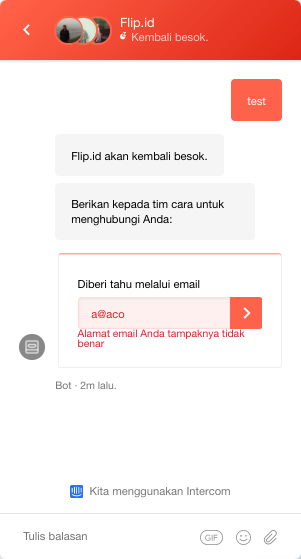 Flip.id
Kembali besok.
test
Flip.id akan kembali besok.
Berikan kepada tim cara untuk
menghubungi Anda:
Diberi tahu melalui email
a@aco
Alamat email Anda tampaknya tidak
benar
Bot · 2m lalu.
Kita menggunakan Intercom
Tulis balasan
GIF